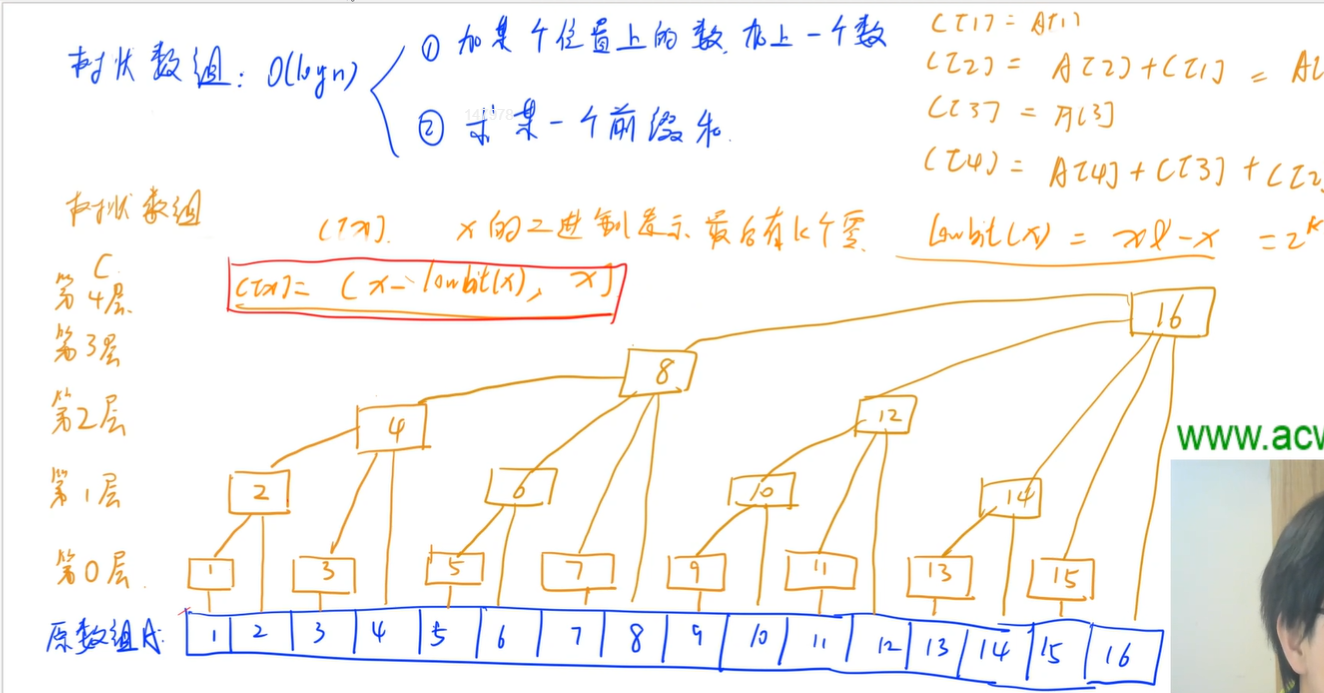 树状数组: O(logn)
① 加某个位置上的数,加上一个数
② 求某一个前缀和.
C[1] = A[1]
C[2] = A[2] + C[1] = A[
C[3] = A[3]
C[4] = A[4] + C[3] + C[2
树状数组
C
C[x]. x的二进制表示最后有k个零
lowbit(x) = x&-x = 2^k
C[x] = (x-lowbit(x), x]
第4层
第3层
第2层
第1层
第0层
16
8
4 12
2 6 10 14
1 3 5 7 9 11 13 15
原数组A: 1 2 3 4 5 6 7 8 9 10 11 12 13 14 15 16
www.acw